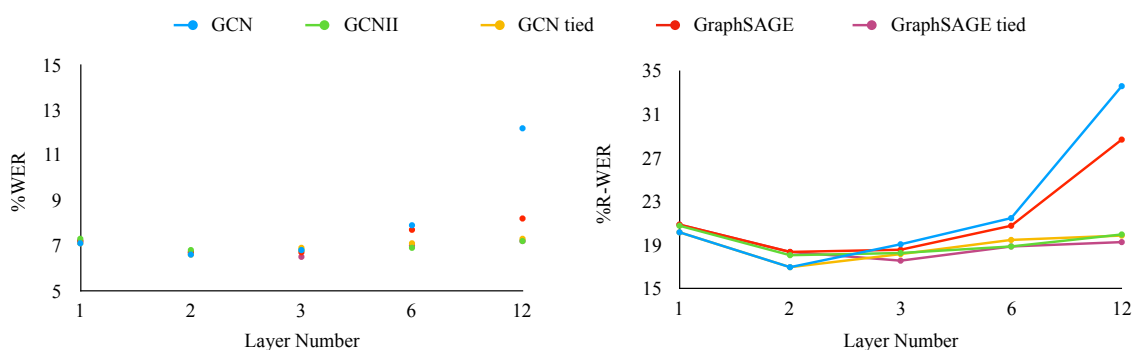 GCN GCNII GCN tied GraphSAGE GraphSAGE tied
%WER
15
13
11
9
7
5
1 2 3 6 12
Layer Number
%R-WER
35
31
27
23
19
15
1 2 3 6 12
Layer Number